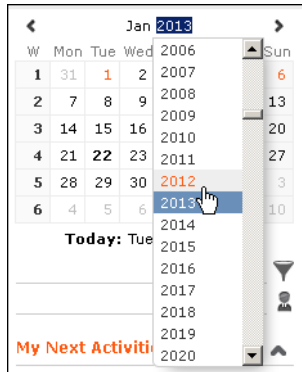 Jan 2013
W Mon Tue Wed Sun
1 31 1 2 6
2 7 8 9 13
3 14 15 16 20
4 21 22 23 27
5 28 29 30 3
6 4 5 6 10
2006
2007
2008
2009
2010
2011
2012
2013
2014
2015
2016
2017
2018
2019
2020
Today: Tue
My Next Activiti